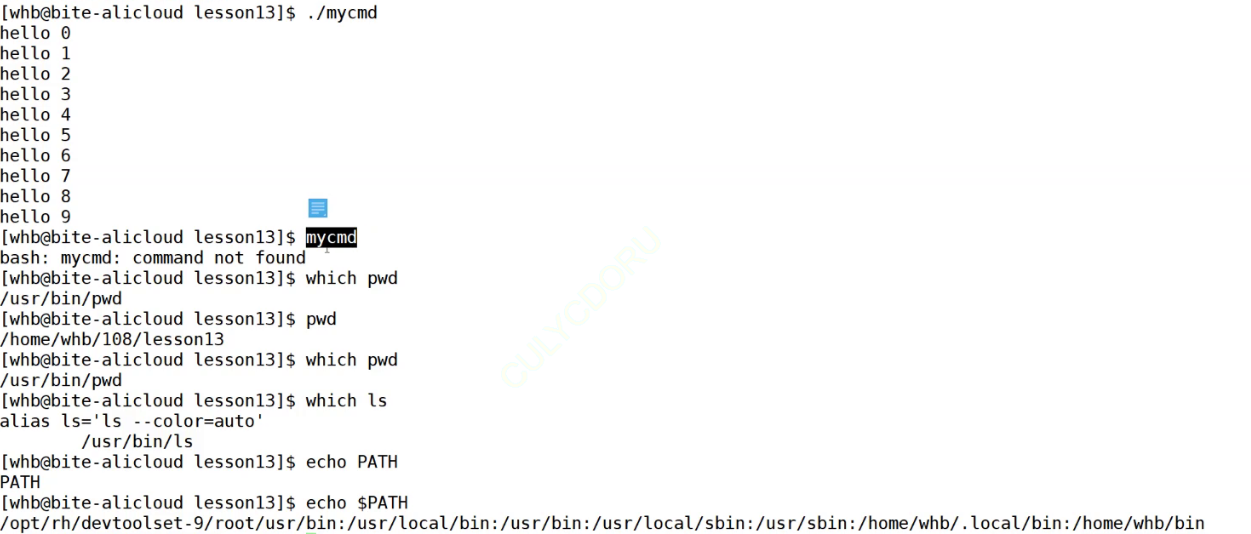 [whb@bite-alicloud lesson13]$ ./mycmd
hello 0
hello 1
hello 2
hello 3
hello 4
hello 5
hello 6
hello 7
hello 8
hello 9
[whb@bite-alicloud lesson13]$ mycmd
bash: mycmd: command not found
[whb@bite-alicloud lesson13]$ which pwd
/usr/bin/pwd
[whb@bite-alicloud lesson13]$ pwd
/home/whb/108/lesson13
[whb@bite-alicloud lesson13]$ which pwd
/usr/bin/pwd
[whb@bite-alicloud lesson13]$ which ls
alias ls='ls --color=auto'
        /usr/bin/ls
[whb@bite-alicloud lesson13]$ echo PATH
PATH
[whb@bite-alicloud lesson13]$ echo $PATH
/opt/rh/devtoolset-9/root/usr/bin:/usr/local/bin:/usr/bin:/usr/local/sbin:/usr/sbin:/home/whb/.local/bin:/home/whb/bin